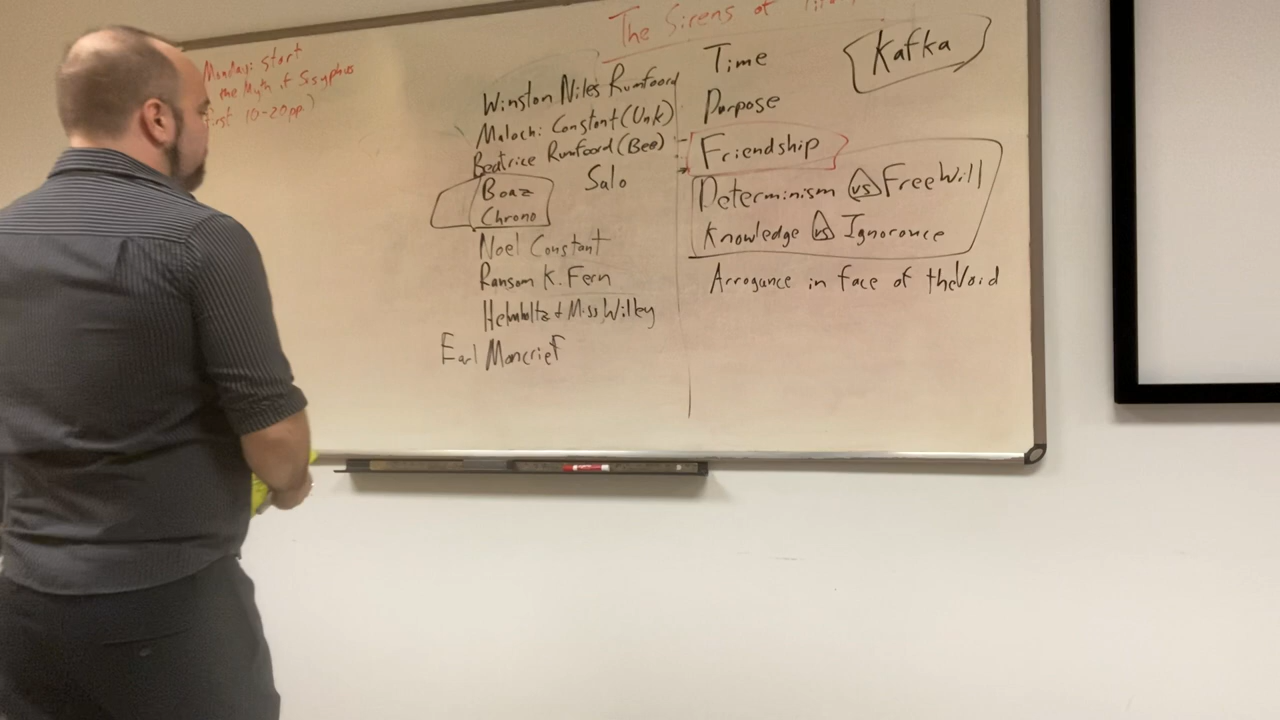 The Sirens of
Monday: Start
the Myth of Sisyphus
first 10-20pp.)
Winston Niles Rumfoord
Malachi Constant (Unk)
Beatrice Rumfoord (Bee)
Boaz
Salo
Chrono
Noel Constant
Ransom K. Fern
Helmholtz + Miss Wiley
Earl Moncrief
Time
Kafka
Purpose
Friendship
Determinism vs Free Will
Knowledge vs Ignorance
Arrogance in face of the Void